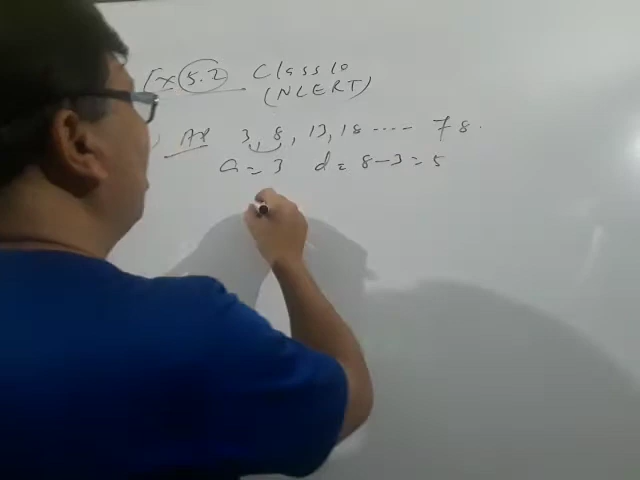 Ex 5.2 Class 10
(NCERT)
) AP 3, 8, 13, 18 .... 78.
a = 3 d = 8-3 = 5